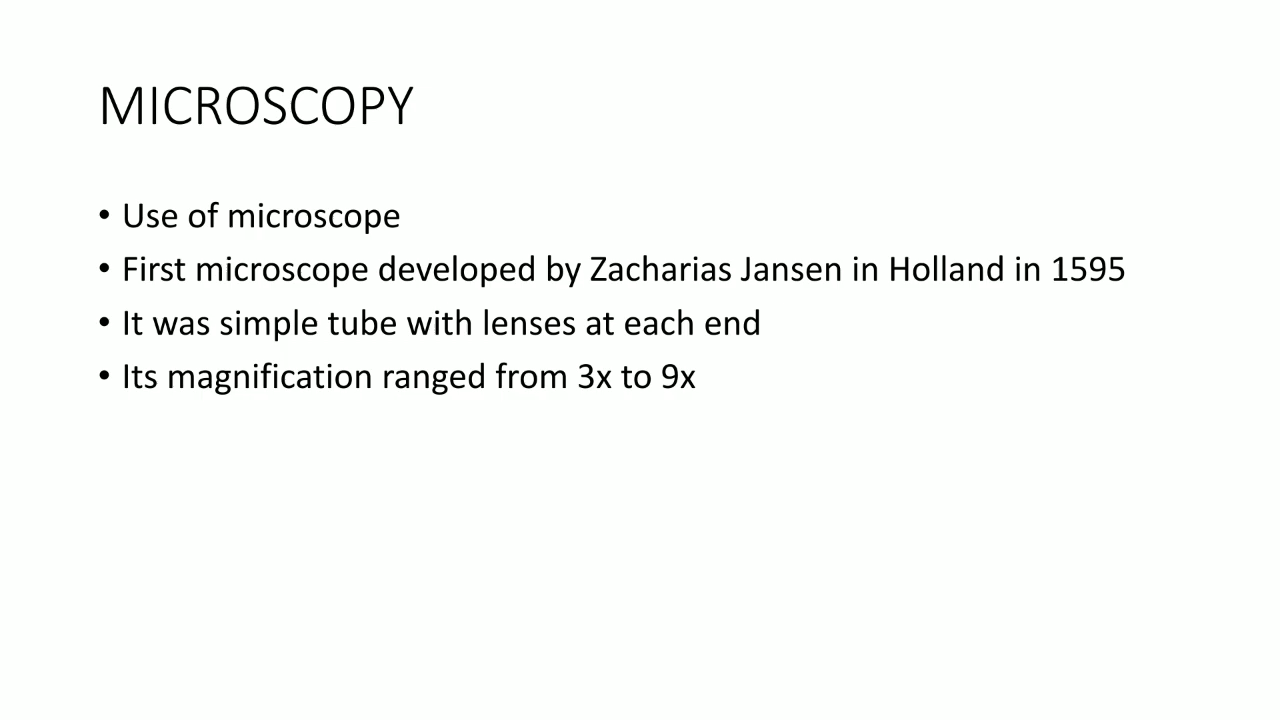 MICROSCOPY
• Use of microscope
• First microscope developed by Zacharias Jansen in Holland in 1595
• It was simple tube with lenses at each end
• Its magnification ranged from 3x to 9x